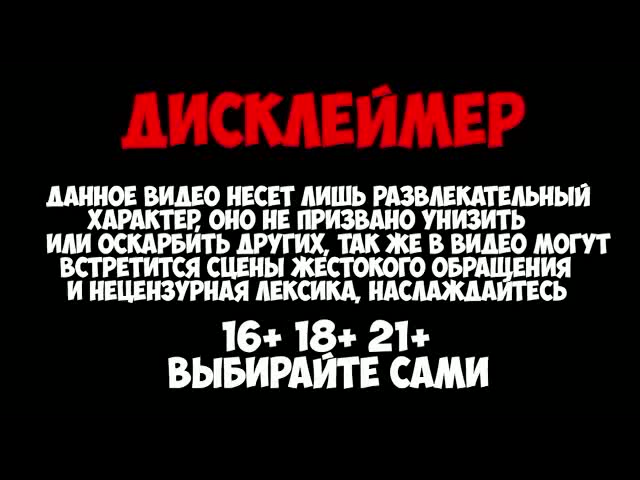 ДИСКЛЕЙМЕР
ДАННОЕ ВИДЕО НЕСЕТ ЛИШЬ РАЗВЛЕКАТЕЛЬНЫЙ
ХАРАКТЕР, ОНО НЕ ПРИЗВАНО УНИЗИТЬ
ИЛИ ОСКАРБИТЬ ДРУГИХ, ТАК ЖЕ В ВИДЕО МОГУТ
ВСТРЕТИТСЯ СЦЕНЫ ЖЕСТОКОГО ОБРАЩЕНИЯ
И НЕЦЕНЗУРНАЯ ЛЕКСИКА, НАСЛАЖДАЙТЕСЬ
16+ 18+ 21+
ВЫБИРАЙТЕ САМИ